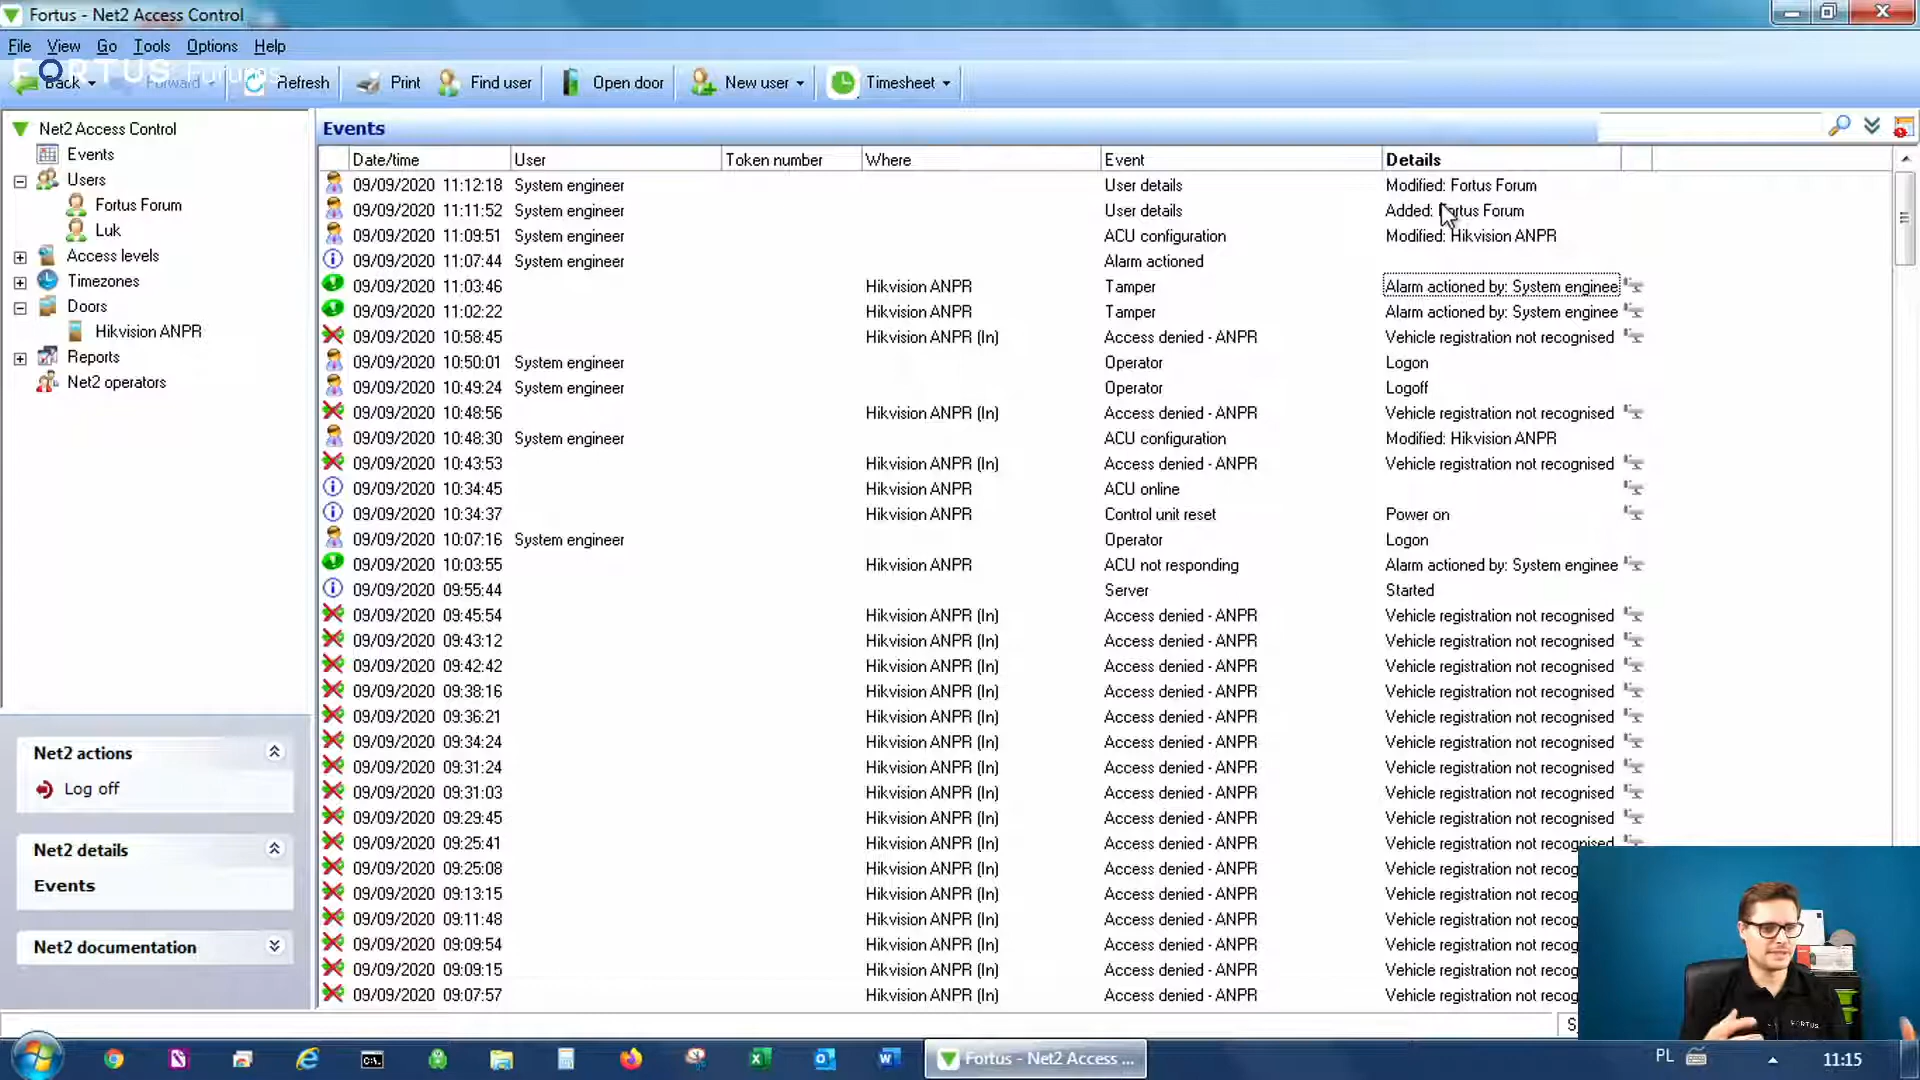 Fortus - Net2 Access Control
File View Go Tools Options Help
FORTUS Forums
Back Forward Refresh Print Find user Open door New user Timesheet
Net2 Access Control
Events
Users
Fortus Forum
Luk
Access levels
Timezones
Doors
Hikvision ANPR
Reports
Net2 operators
Net2 actions
Log off
Net2 details
Events
Net2 documentation
Events
Date/time User Token number Where Event Details
09/09/2020 11:12:18 System engineer User details Modified: Fortus Forum
09/09/2020 11:11:52 System engineer User details Added: Fortus Forum
09/09/2020 11:09:51 System engineer ACU configuration Modified: Hikvision ANPR
09/09/2020 11:07:44 System engineer Alarm actioned
09/09/2020 11:03:46 Hikvision ANPR Tamper Alarm actioned by: System enginee
09/09/2020 11:02:22 Hikvision ANPR Tamper Alarm actioned by: System enginee
09/09/2020 10:58:45 Hikvision ANPR (In) Access denied - ANPR Vehicle registration not recognised
09/09/2020 10:50:01 System engineer Operator Logon
09/09/2020 10:49:24 System engineer Operator Logoff
09/09/2020 10:48:56 Hikvision ANPR (In) Access denied - ANPR Vehicle registration not recognised
09/09/2020 10:48:30 System engineer ACU configuration Modified: Hikvision ANPR
09/09/2020 10:43:53 Hikvision ANPR (In) Access denied - ANPR Vehicle registration not recognised
09/09/2020 10:34:45 Hikvision ANPR ACU online
09/09/2020 10:34:37 Hikvision ANPR Control unit reset Power on
09/09/2020 10:07:16 System engineer Operator Logon
09/09/2020 10:03:55 Hikvision ANPR ACU not responding Alarm actioned by: System enginee
09/09/2020 09:55:44 Server Started
09/09/2020 09:45:54 Hikvision ANPR (In) Access denied - ANPR Vehicle registration not recognised
09/09/2020 09:43:12 Hikvision ANPR (In) Access denied - ANPR Vehicle registration not recognised
09/09/2020 09:42:42 Hikvision ANPR (In) Access denied - ANPR Vehicle registration not recognised
09/09/2020 09:38:16 Hikvision ANPR (In) Access denied - ANPR Vehicle registration not recognised
09/09/2020 09:36:21 Hikvision ANPR (In) Access denied - ANPR Vehicle registration not recognised
09/09/2020 09:34:24 Hikvision ANPR (In) Access denied - ANPR Vehicle registration not recognised
09/09/2020 09:31:24 Hikvision ANPR (In) Access denied - ANPR Vehicle registration not recognised
09/09/2020 09:31:03 Hikvision ANPR (In) Access denied - ANPR Vehicle registration not recognised
09/09/2020 09:29:45 Hikvision ANPR (In) Access denied - ANPR Vehicle registration not recognised
09/09/2020 09:25:41 Hikvision ANPR (In) Access denied - ANPR Vehicle registration not recognised
09/09/2020 09:25:08 Hikvision ANPR (In) Access denied - ANPR Vehicle registration not recog
09/09/2020 09:13:15 Hikvision ANPR (In) Access denied - ANPR Vehicle registration not recog
09/09/2020 09:11:48 Hikvision ANPR (In) Access denied - ANPR Vehicle registration not recog
09/09/2020 09:09:54 Hikvision ANPR (In) Access denied - ANPR Vehicle registration not recog
09/09/2020 09:09:15 Hikvision ANPR (In) Access denied - ANPR Vehicle registration not recog
09/09/2020 09:07:57 Hikvision ANPR (In) Access denied - ANPR Vehicle registration not recog
S
FORTUS
Fortus - Net2 Access ...
PL
11:15